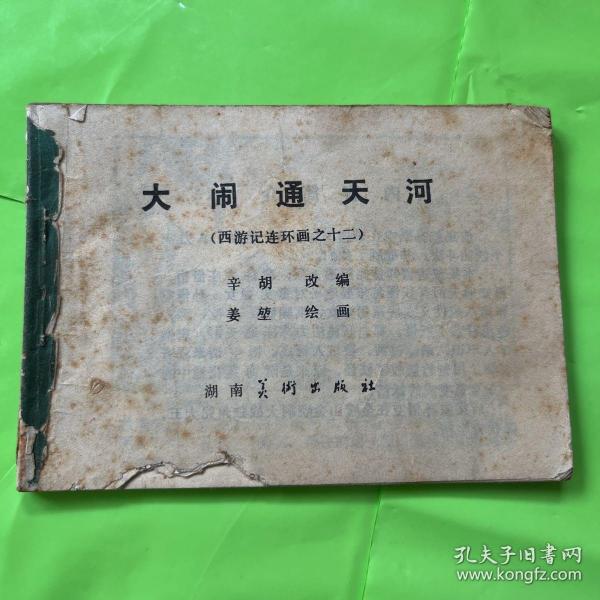 大闹通天河
（西游记连环画之十二）
辛胡 改编
姜堃 绘画
湖南美術出版社
孔夫子旧书网
www.kongfz.com